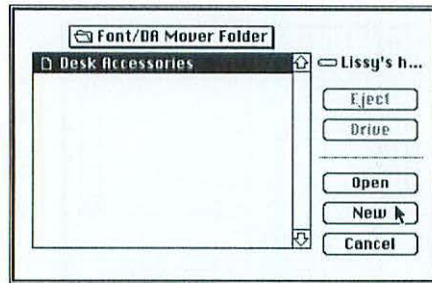 Font/DA Mover Folder
Desk Accessories
Lissy's h...
Eject
Drive
Open
New
Cancel